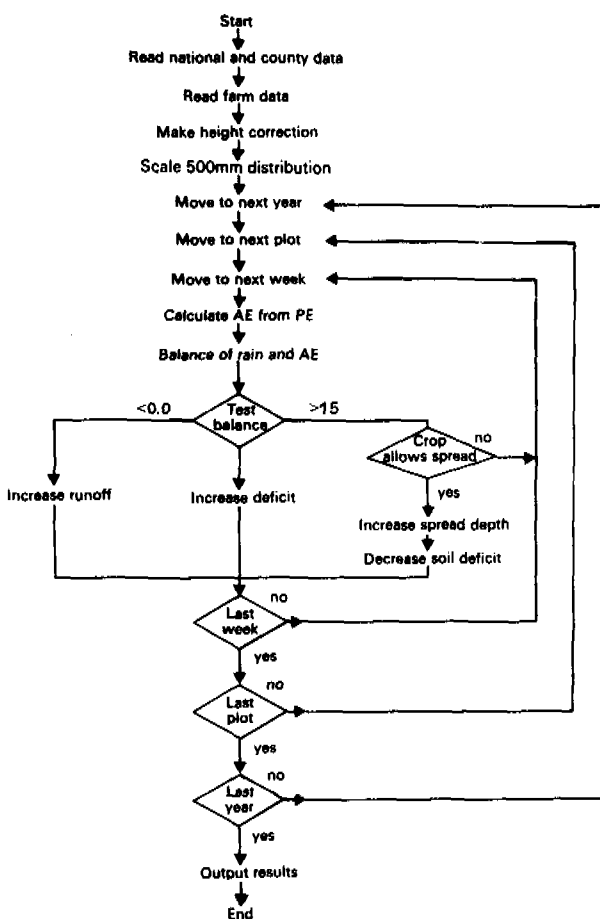 Start
Read national and county data
Read farm data
Make height correction
Scale 500mm distribution
Move to next year
Move to next plot
Move to next week
Calculate AE from PE
Balance of rain and AE
<0.0
Test
balance
>15
Crop
allows spread
no
yes
Increase runoff
Increase deficit
Increase spread depth
Decrease soil deficit
Last
week
no
yes
Last
plot
no
yes
Last
year
no
yes
Output results
End